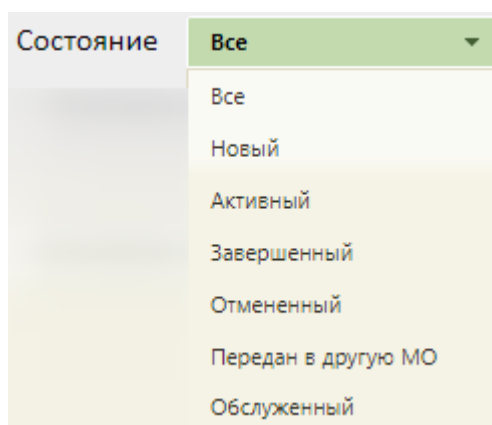 Состояние Все
Все
Новый
Активный
Завершенный
Отмененный
Передан в другую МО
Обслуженный